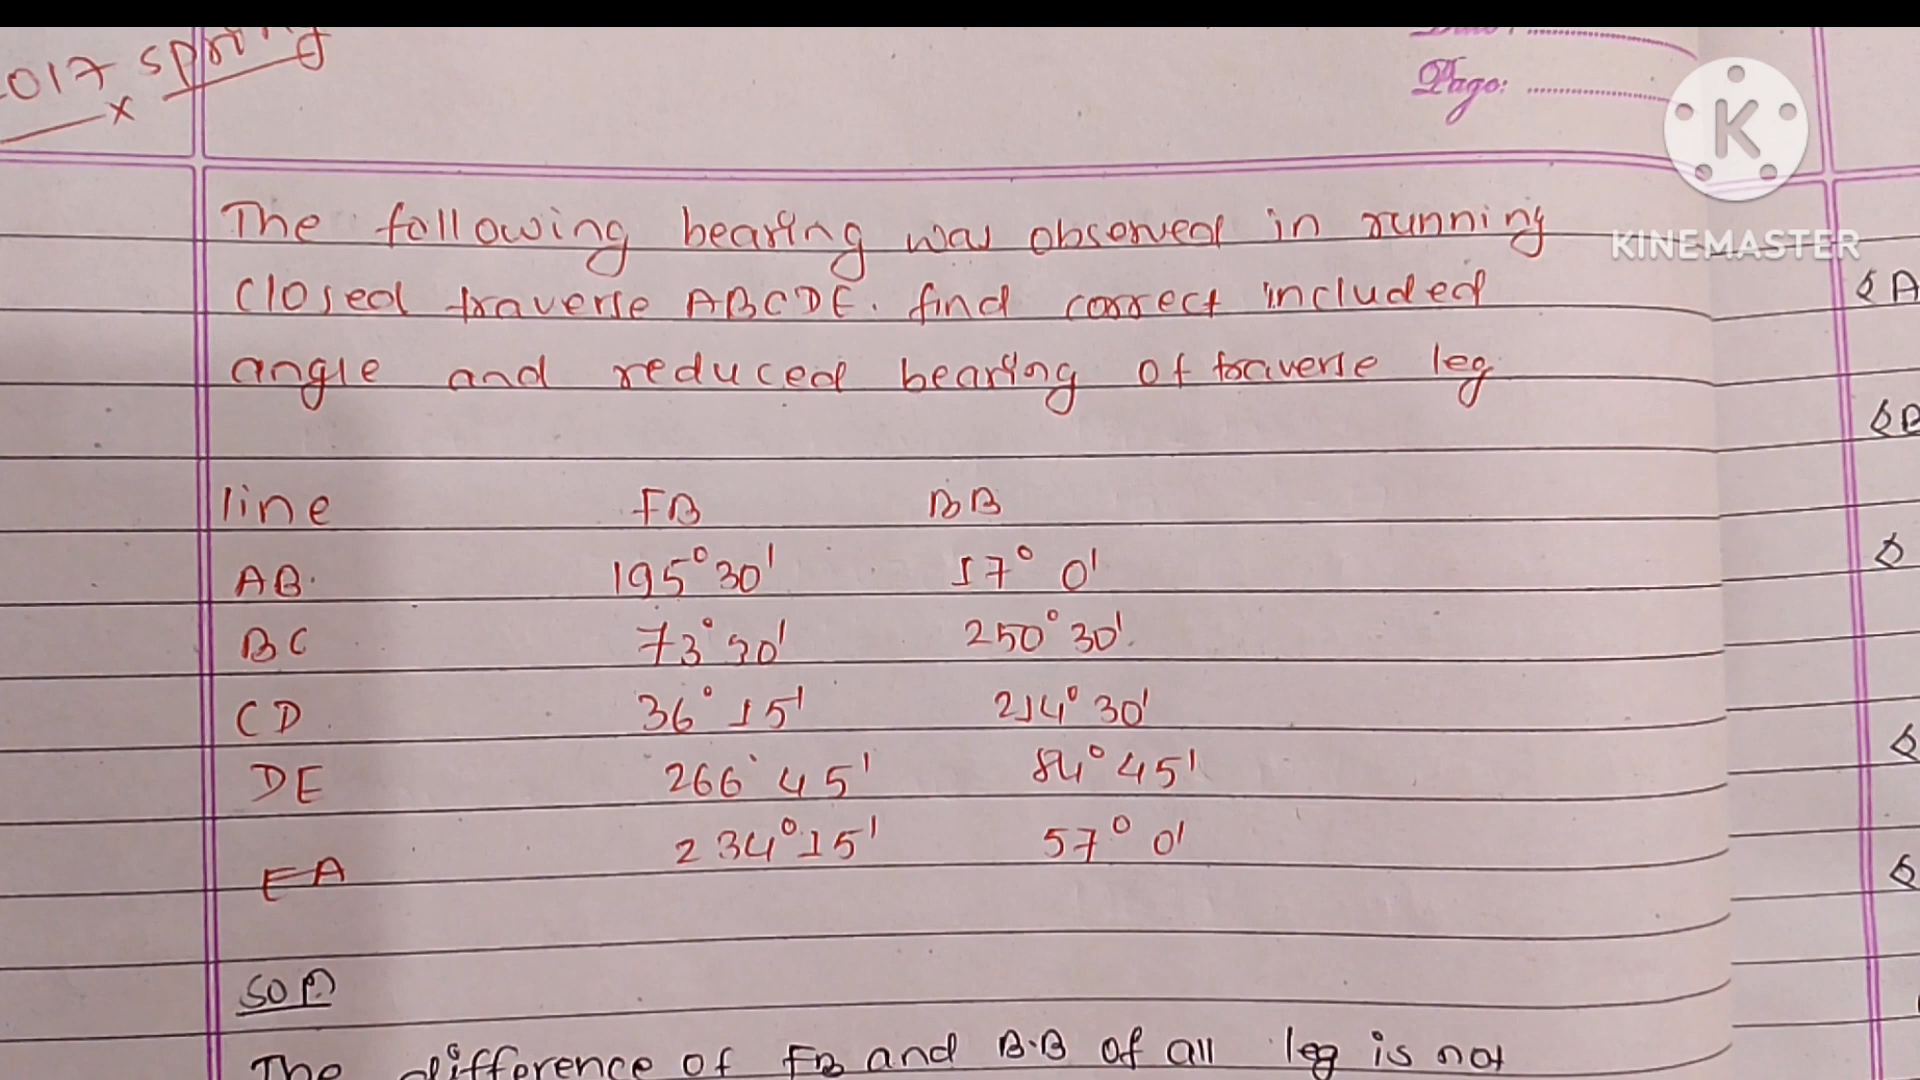 2017 spring
x
Page:
KINEMASTER
The following bearing was observed in running
closed traverse ABCDE. find correct included
angle and reduced bearing of traverse leg
line FB BB
AB. 195°30' 17° 0'
BC 73°30' 250°30'
CD 36°15' 214°30'
DE 266°45' 84°45'
EA 234°15' 57°0'
The difference of FB and B.B of all leg is not